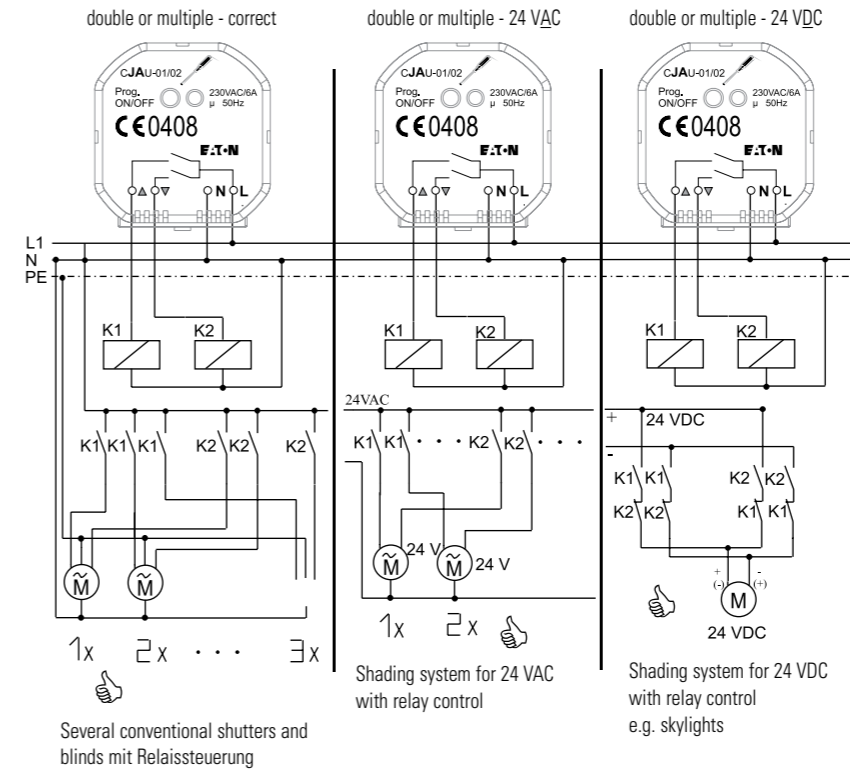 double or multiple - correct
double or multiple - 24 VAC
double or multiple - 24 VDC
CJAU-01/02
Prog. ON/OFF
230VAC/6A
μ 50Hz
CE0408
EATON
N L
CJAU-01/02
Prog. ON/OFF
230VAC/6A
μ 50Hz
CE0408
EATON
N L
CJAU-01/02
Prog. ON/OFF
230VAC/6A
μ 50Hz
CE0408
EATON
N L
L1
N
PE
K1 K2
K1 K2
K1 K2
24VAC
+ 24 VDC
-
K1 K1 K1 K2 K2 K2
K1 K1 · · · K2 K2 · · ·
K1 K1 K2 K2
K2 K2 K1 K1
M M
24 V 24 V
M M
+ (-) - (+)
M
24 VDC
1x 2x · · · 3x
1x 2x
Several conventional shutters and
blinds mit Relaissteuerung
Shading system for 24 VAC
with relay control
Shading system for 24 VDC
with relay control
e.g. skylights